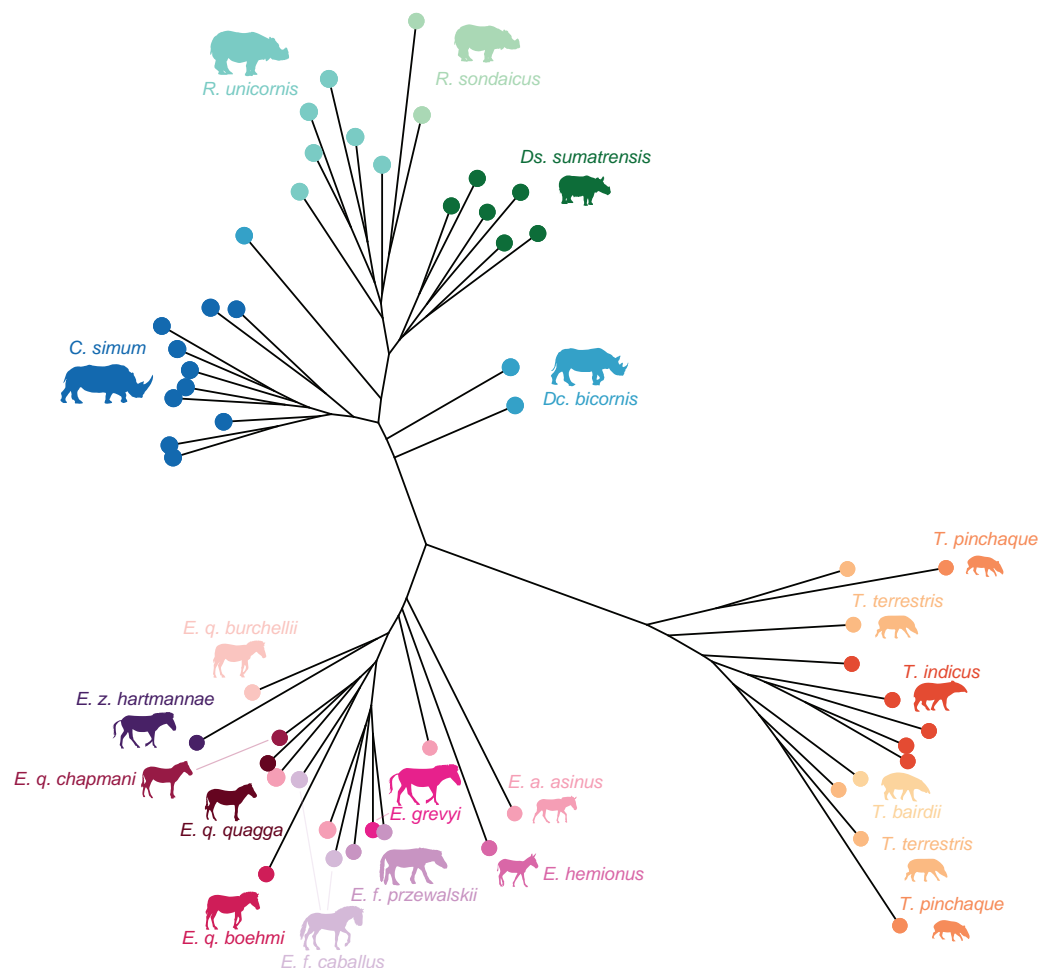 R. unicornis
R. sondaicus
Ds. sumatrensis
C. simum
Dc. bicornis
T. pinchaque
T. terrestris
E. q. burchellii
T. indicus
E. z. hartmannae
E. q. chapmani
E. a. asinus
E. grevyi
T. bairdii
E. q. quagga
T. terrestris
E. hemionus
E. f. przewalskii
T. pinchaque
E. q. boehmi
E. f. caballus